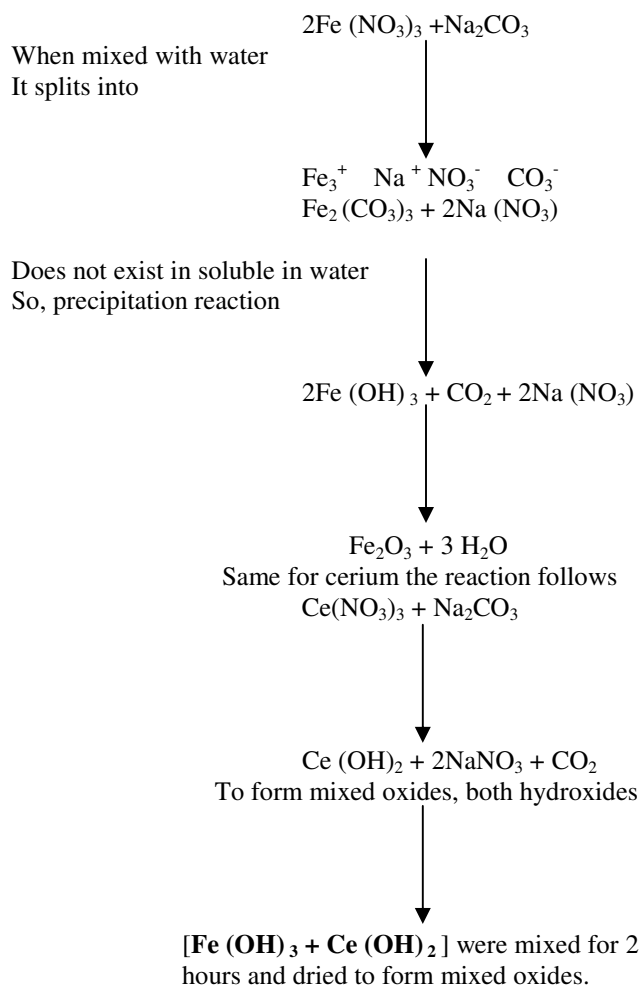 2Fe (NO₃)₃ +Na₂CO₃
When mixed with water
It splits into
Fe₃⁺ Na ⁺ NO₃⁻ CO₃⁻
Fe₂ (CO₃)₃ + 2Na (NO₃)
Does not exist in soluble in water
So, precipitation reaction
2Fe (OH) ₃ + CO₂ + 2Na (NO₃)
Fe₂O₃ + 3 H₂O
Same for cerium the reaction follows
Ce(NO₃)₃ + Na₂CO₃
Ce (OH)₂ + 2NaNO₃ + CO₂
To form mixed oxides, both hydroxides
[Fe (OH) ₃ + Ce (OH) ₂ ] were mixed for 2
hours and dried to form mixed oxides.